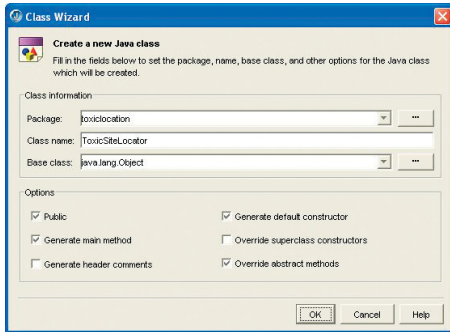 Class Wizard
Create a new Java class
Fill in the fields below to set the package, name, base class, and other options for the Java class
which will be created.
Class information
Package: toxiclocation ...
Class name: ToxicSiteLocator
Base class: java.lang.Object ...
Options
Public
Generate default constructor
Generate main method
Override superclass constructors
Generate header comments
Override abstract methods
OK Cancel Help